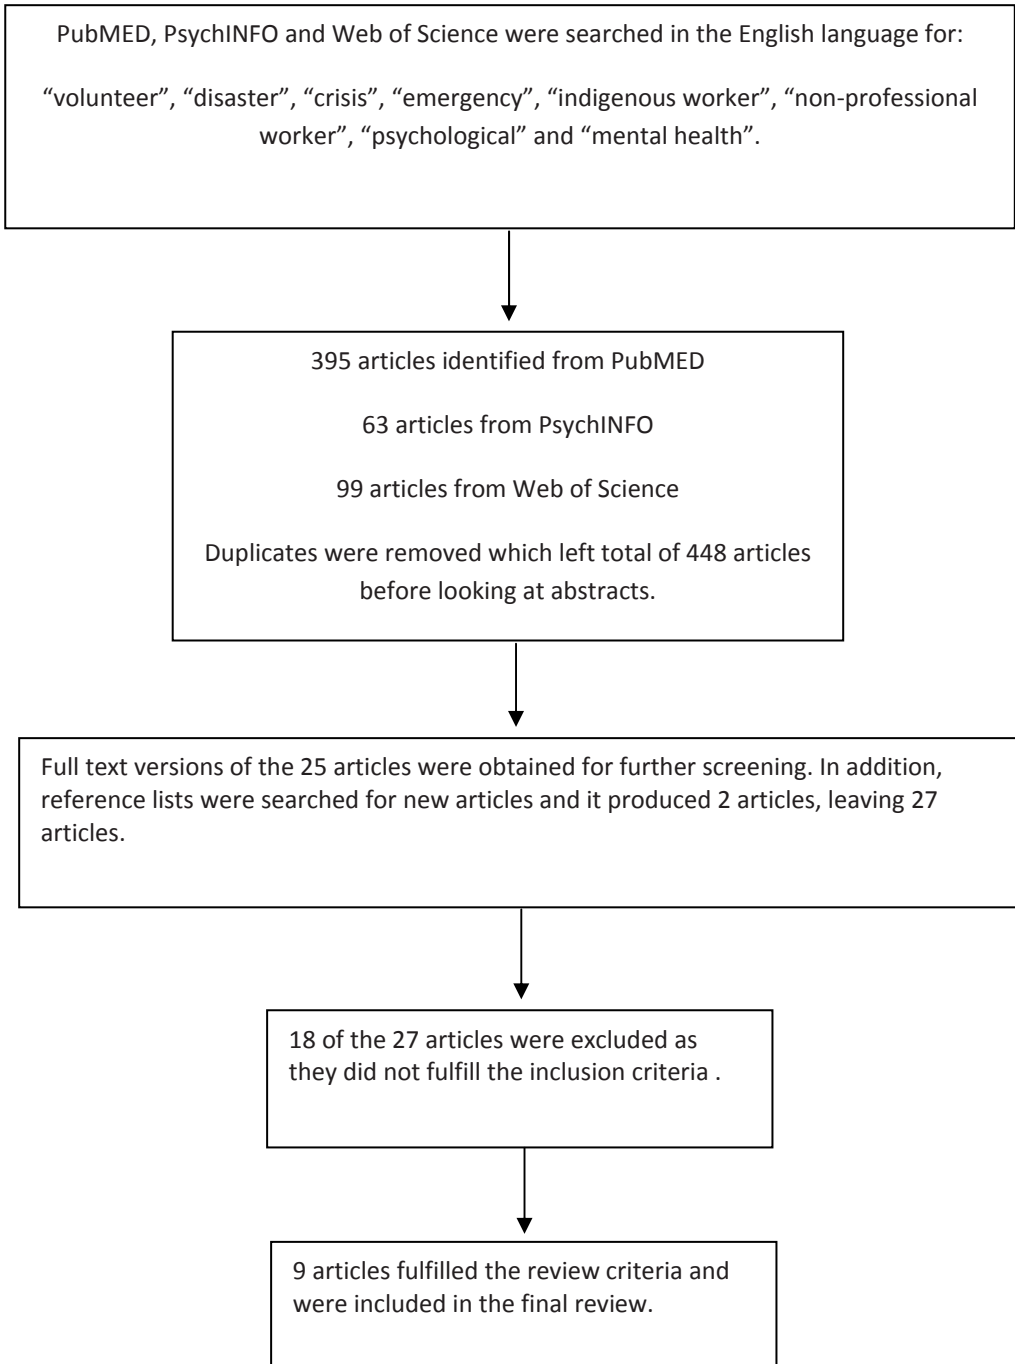 PubMED, PsychINFO and Web of Science were searched in the English language for:
“volunteer”, “disaster”, “crisis”, “emergency”, “indigenous worker”, “non-professional
worker”, “psychological” and “mental health”.
395 articles identified from PubMED
63 articles from PsychINFO
99 articles from Web of Science
Duplicates were removed which left total of 448 articles
before looking at abstracts.
Full text versions of the 25 articles were obtained for further screening. In addition,
reference lists were searched for new articles and it produced 2 articles, leaving 27
articles.
18 of the 27 articles were excluded as
they did not fulfill the inclusion criteria .
9 articles fulfilled the review criteria and
were included in the final review.